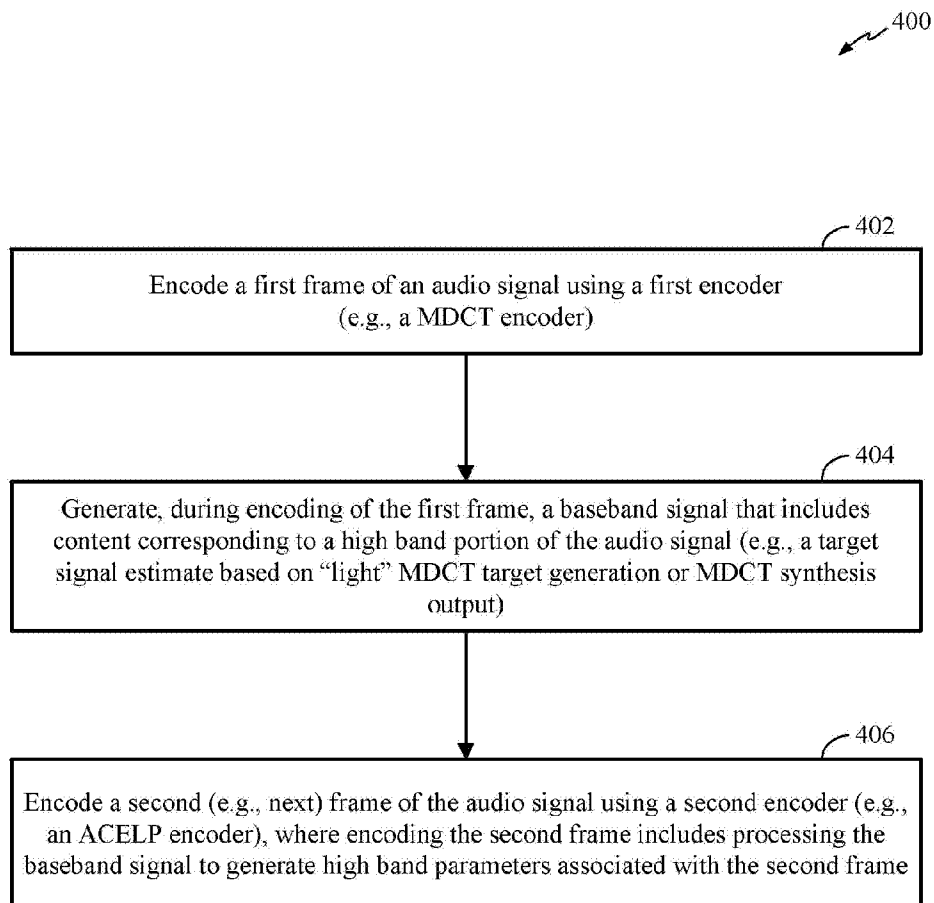 400
402
Encode a first frame of an audio signal using a first encoder
(e.g., a MDCT encoder)
404
Generate, during encoding of the first frame, a baseband signal that includes
content corresponding to a high band portion of the audio signal (e.g., a target
signal estimate based on “light” MDCT target generation or MDCT synthesis
output)
406
Encode a second (e.g., next) frame of the audio signal using a second encoder (e.g.,
an ACELP encoder), where encoding the second frame includes processing the
baseband signal to generate high band parameters associated with the second frame